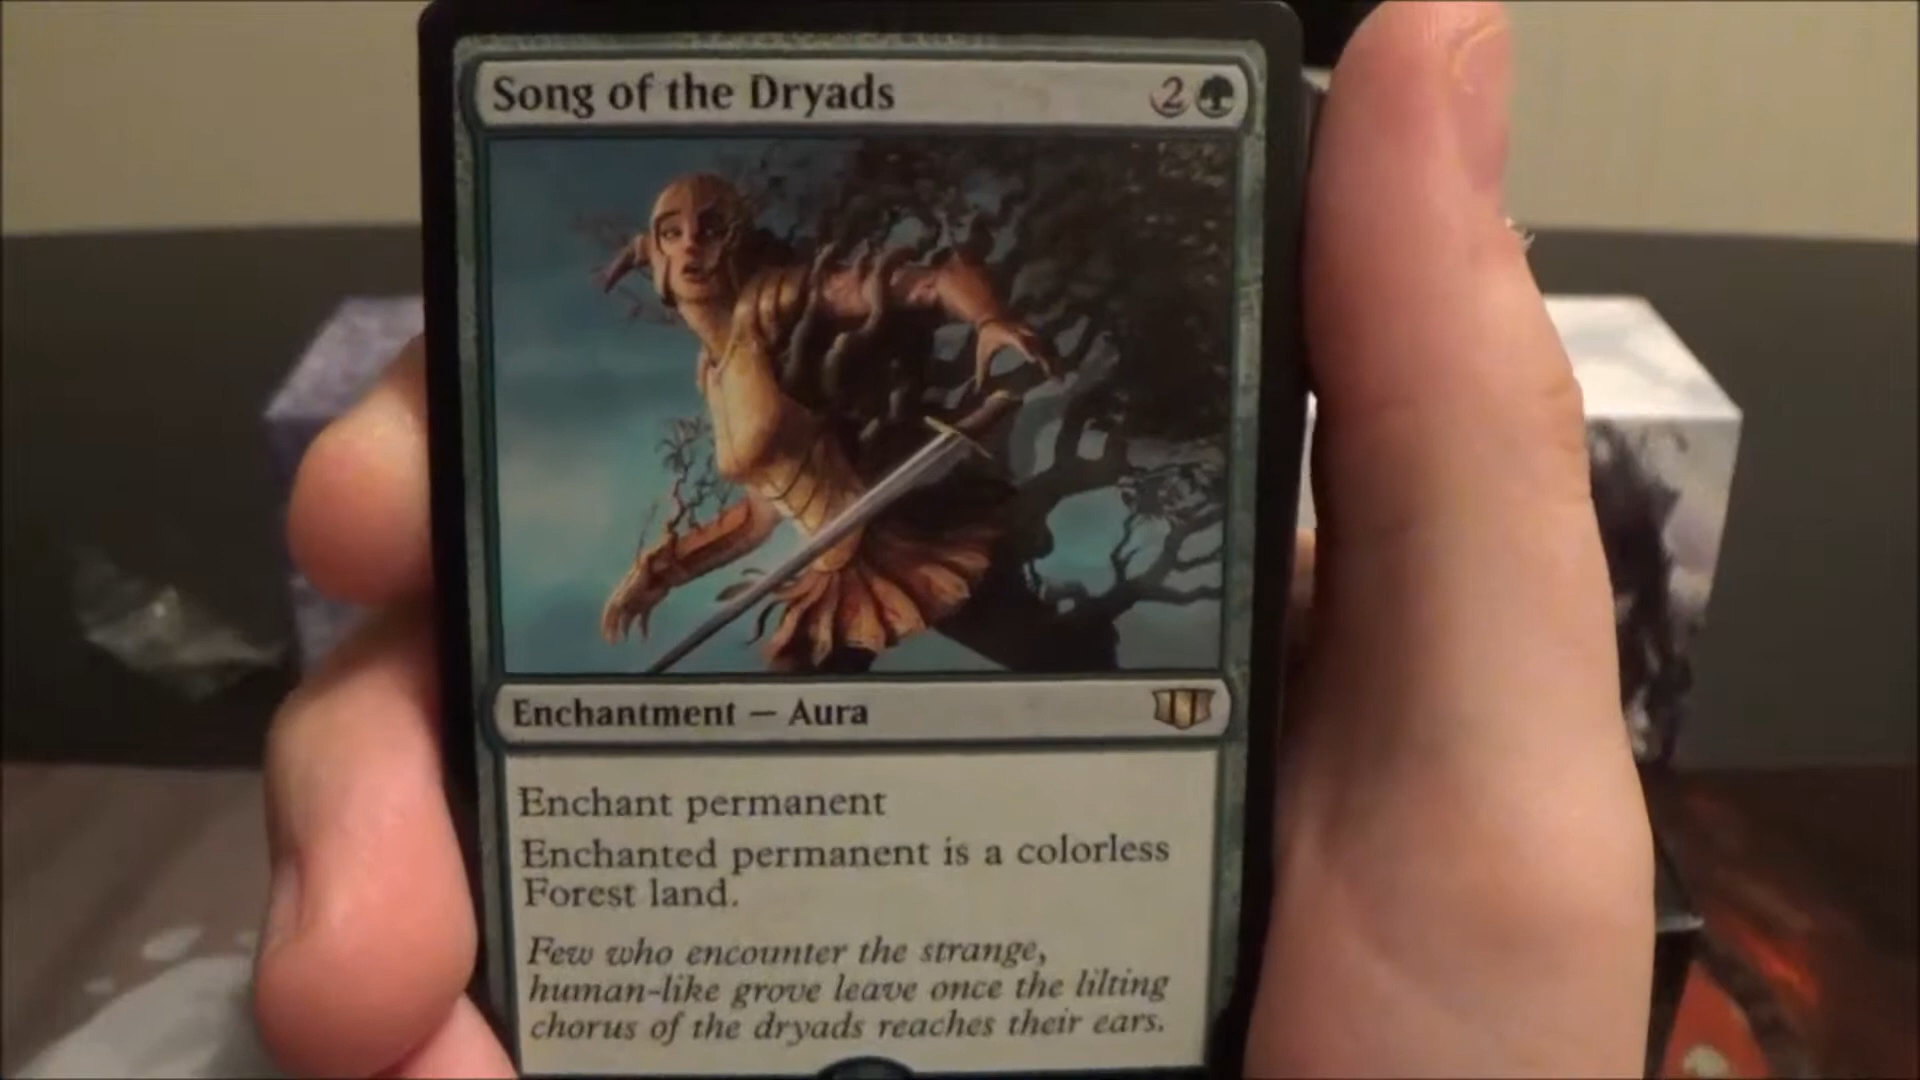 Song of the Dryads 2
Enchantment — Aura
Enchant permanent
Enchanted permanent is a colorless
Forest land.
Few who encounter the strange,
human-like grove leave once the lilting
chorus of the dryads reaches their ears.